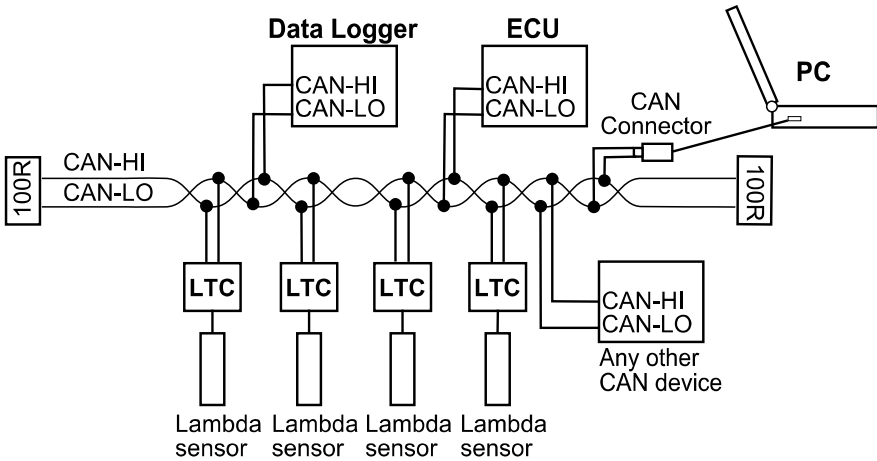 Data Logger
ECU
PC
CAN-HI
CAN-LO
CAN-HI
CAN-LO
CAN
Connector
100R
CAN-HI
CAN-LO
100R
LTC
LTC
LTC
LTC
CAN-HI
CAN-LO
Any other
CAN device
Lambda
sensor
Lambda
sensor
Lambda
sensor
Lambda
sensor